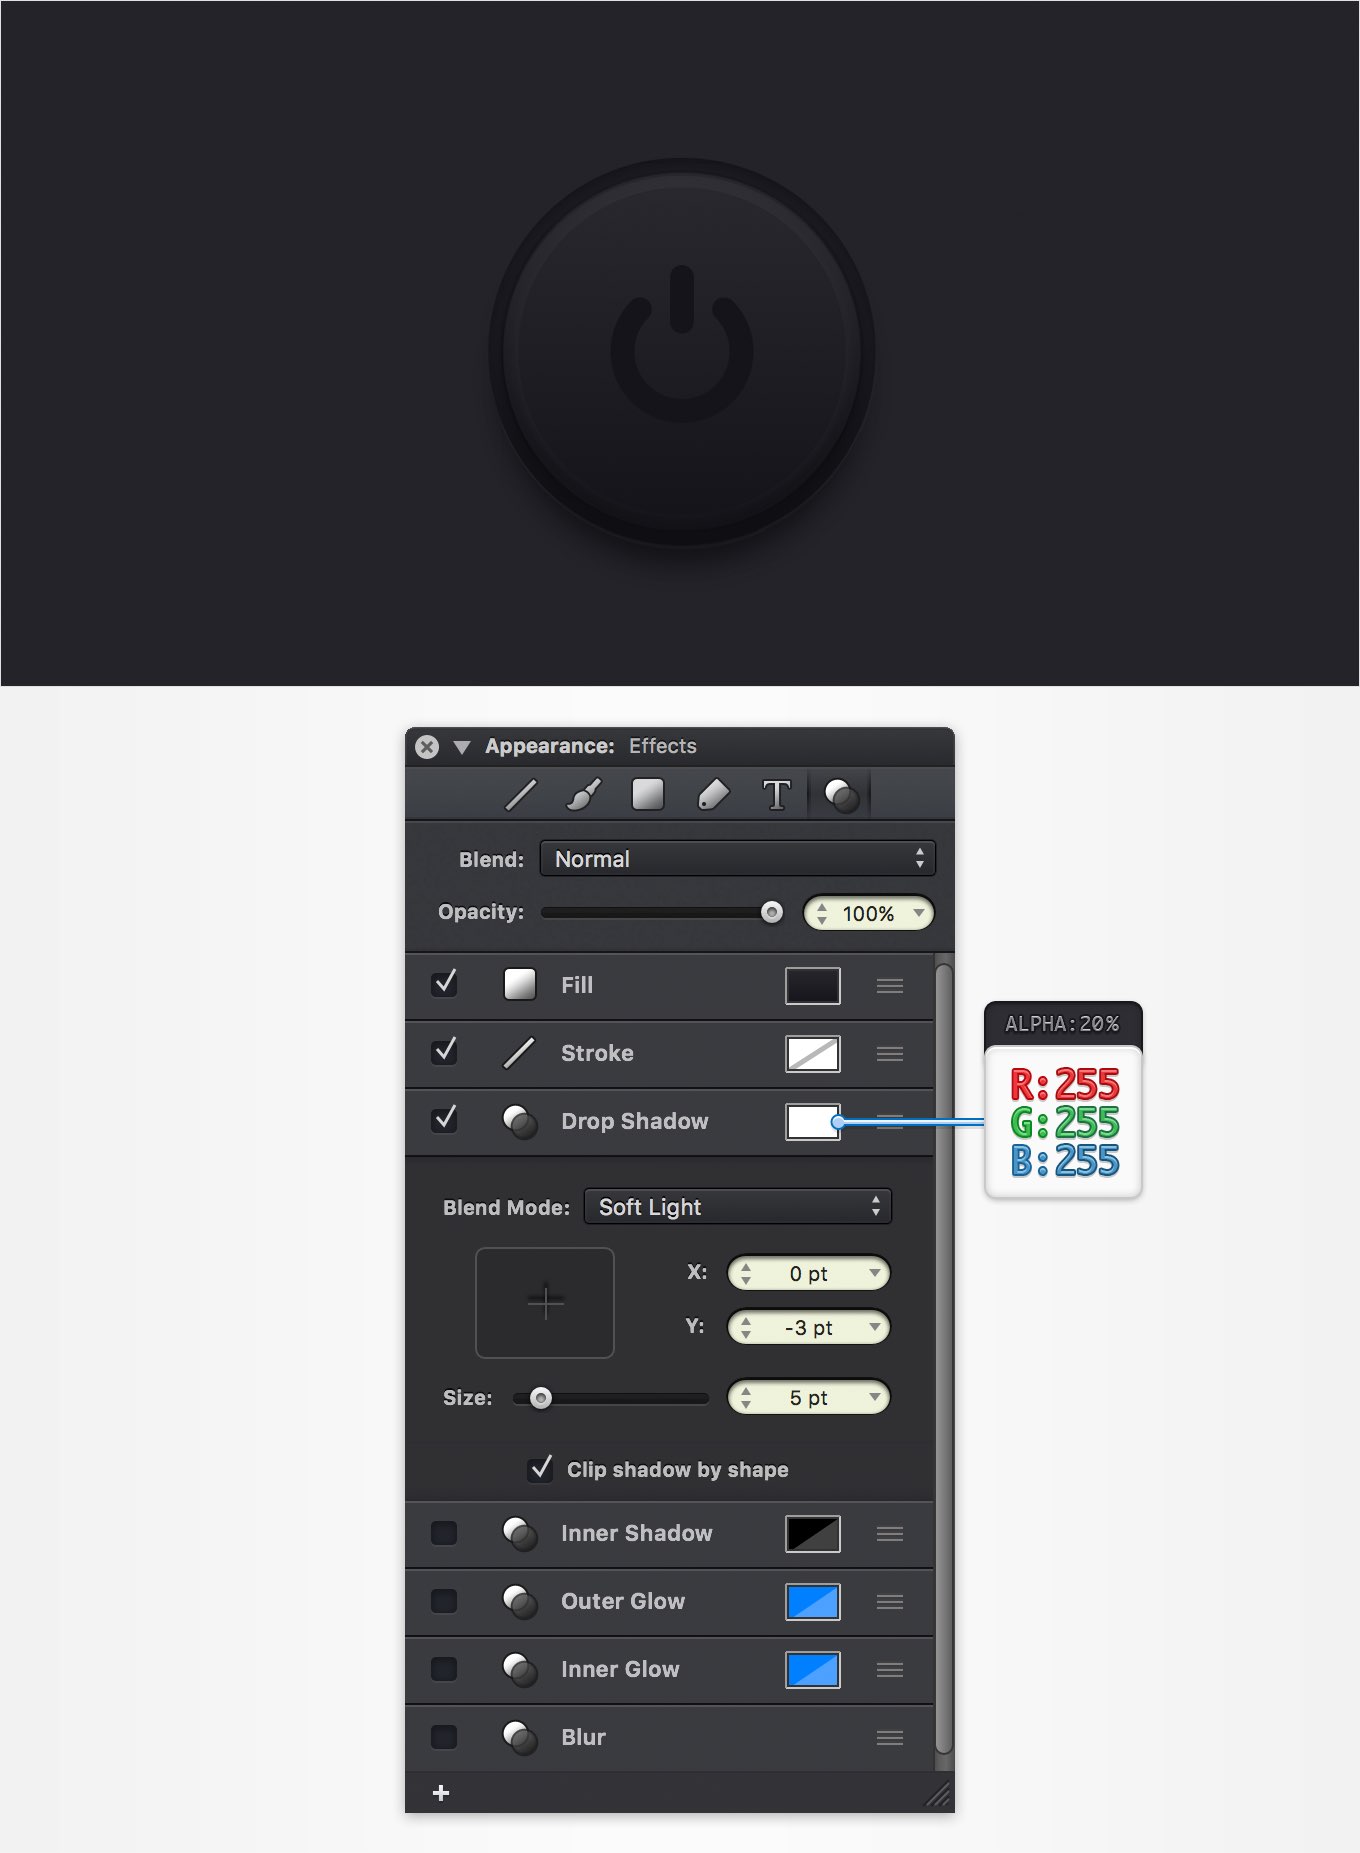 Appearance: Effects
T
Blend: Normal
Opacity: 100%
Fill
Stroke
Drop Shadow
ALPHA:20%
R:255
G:255
B:255
Blend Mode: Soft Light
X: 0 pt
Y: -3 pt
Size: 5 pt
Clip shadow by shape
Inner Shadow
Outer Glow
Inner Glow
Blur
+